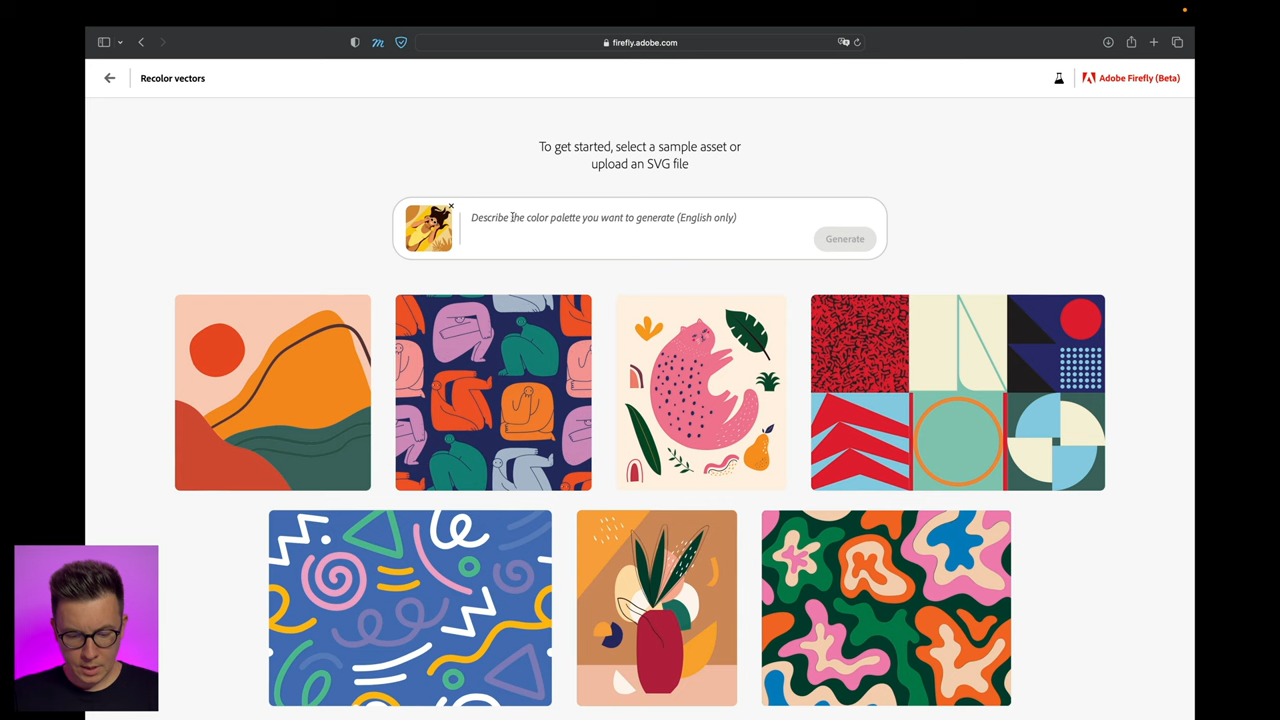 firefly.adobe.com
Recolor vectors
Adobe Firefly (Beta)
To get started, select a sample asset or
upload an SVG file
Describe the color palette you want to generate (English only)
Generate